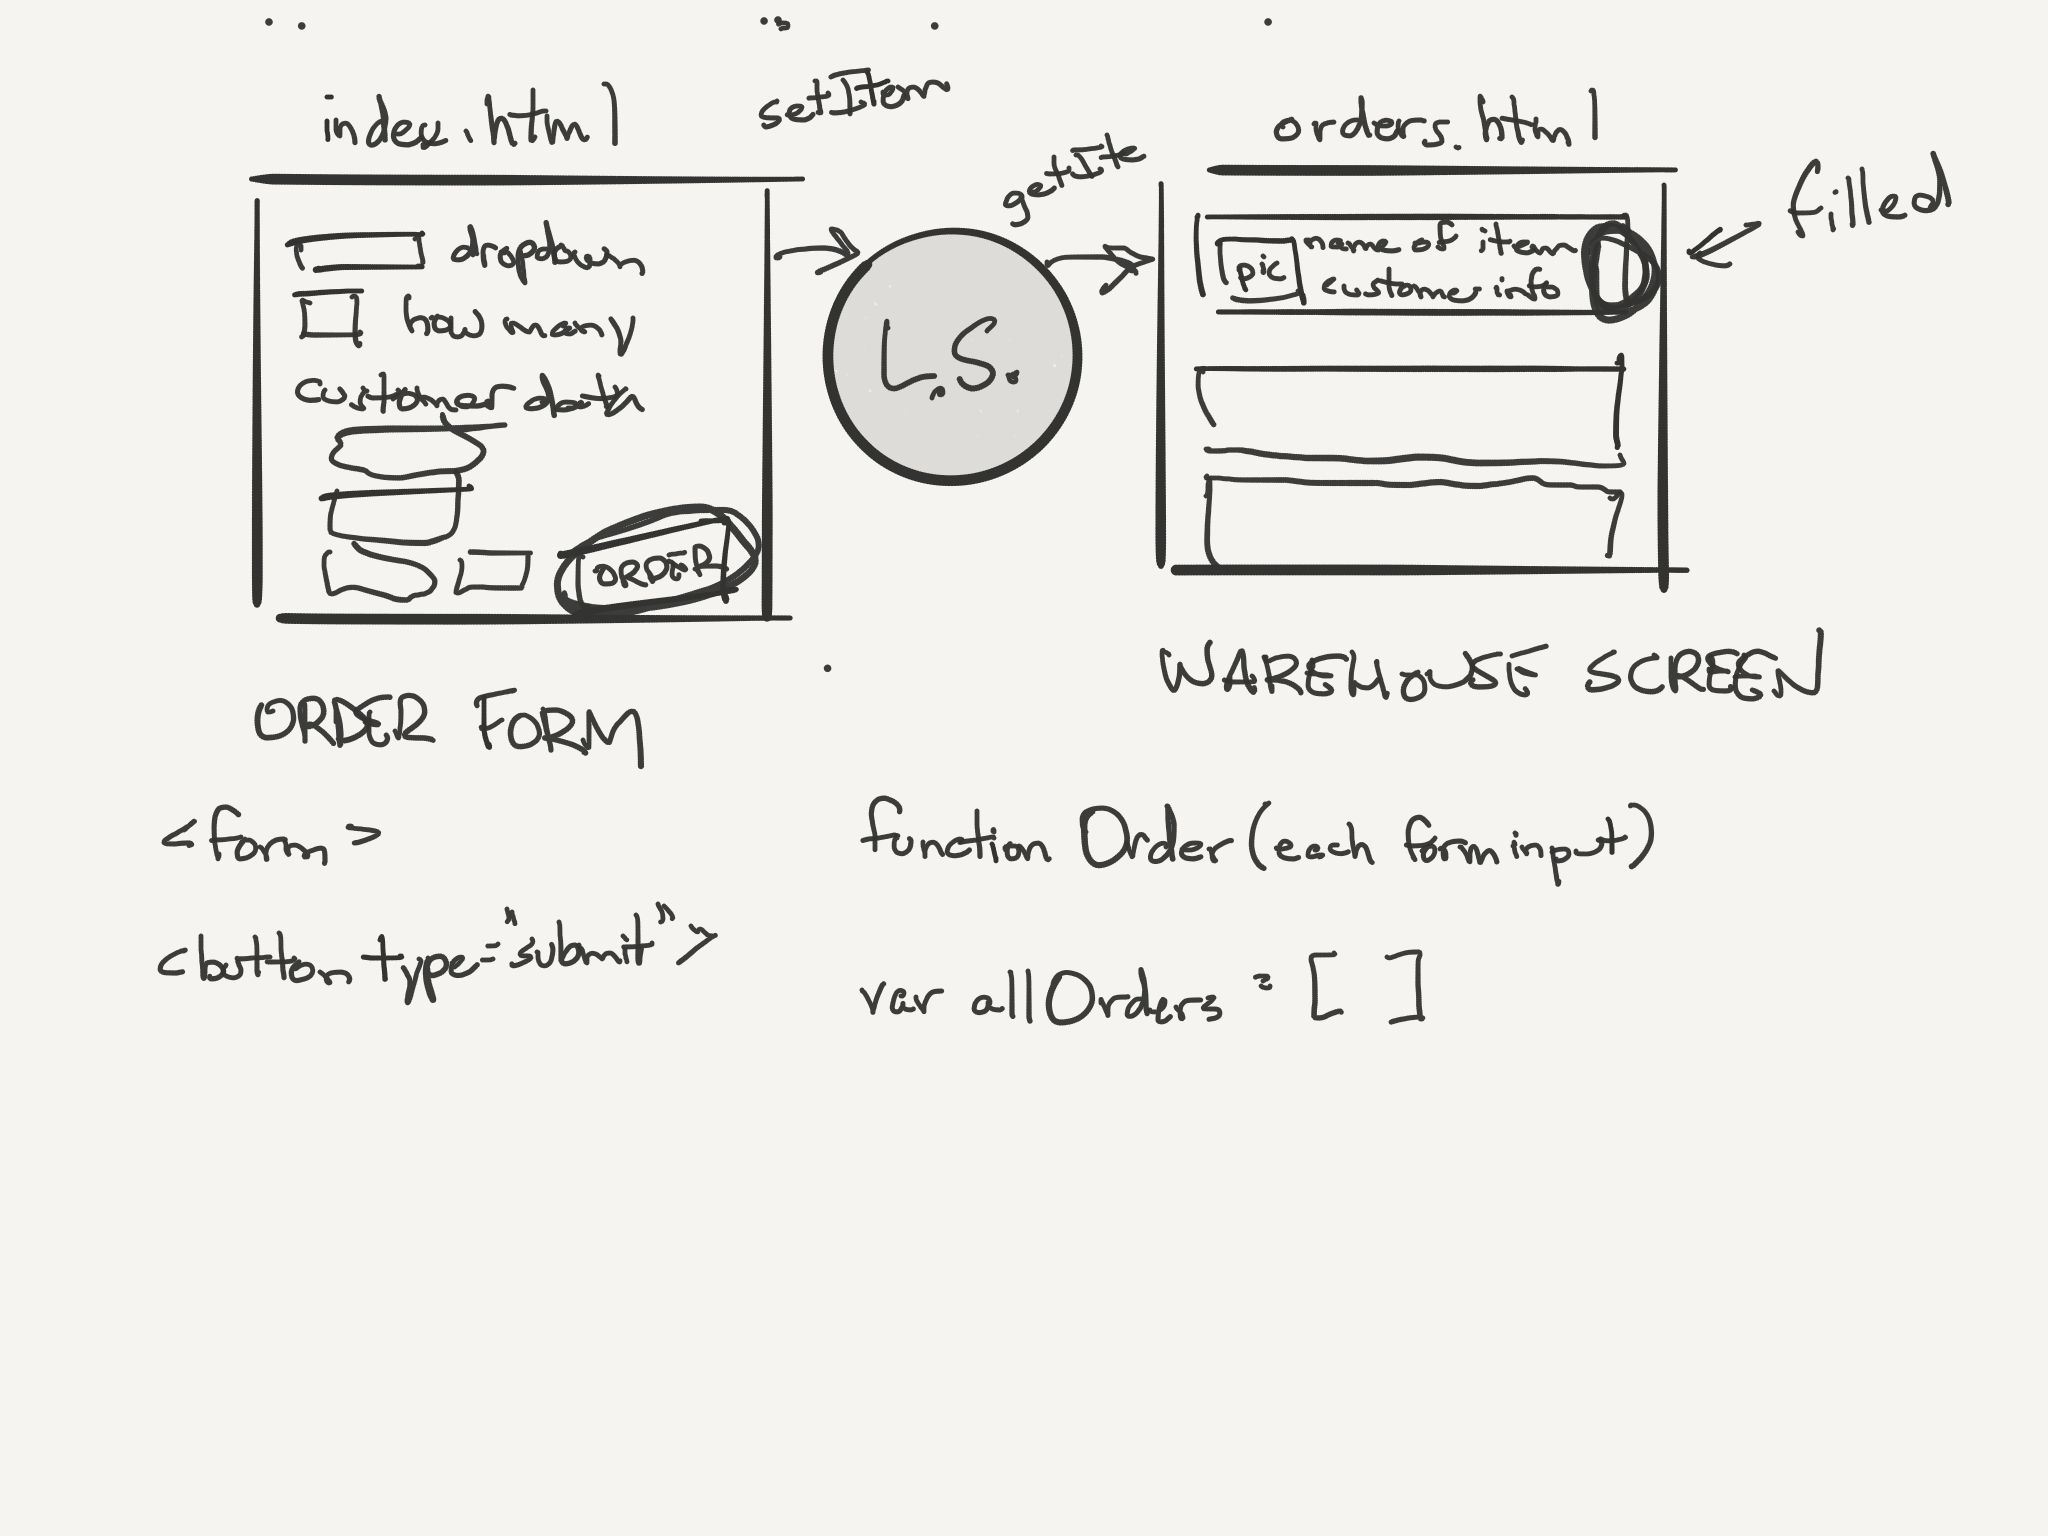 index.html
setItem
getIte
orders.html
filled
dropdown
how many
customer data
ORDER
L.S.
pic
name of item
custome info
ORDER FORM
WAREHOUSE SCREEN
<form>
<button type="submit">
function Order (each form input)
var allOrders = [ ]